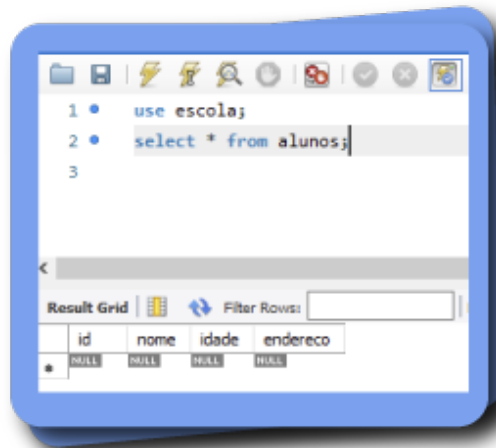 1 use escola;
2 select * from alunos;
3
Result Grid Filter Rows:
id nome idade endereco
NULL NULL NULL NULL